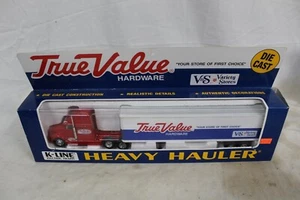 True Value
HARDWARE
"YOUR STORE OF FIRST CHOICE"
V&S Variety Stores
DIE CAST
DIE CAST CONSTRUCTION
REALISTIC DETAILS
AUTHENTIC DECORATIONS
True Value
HARDWARE
V&S
K-LINE
HEAVY HAULER